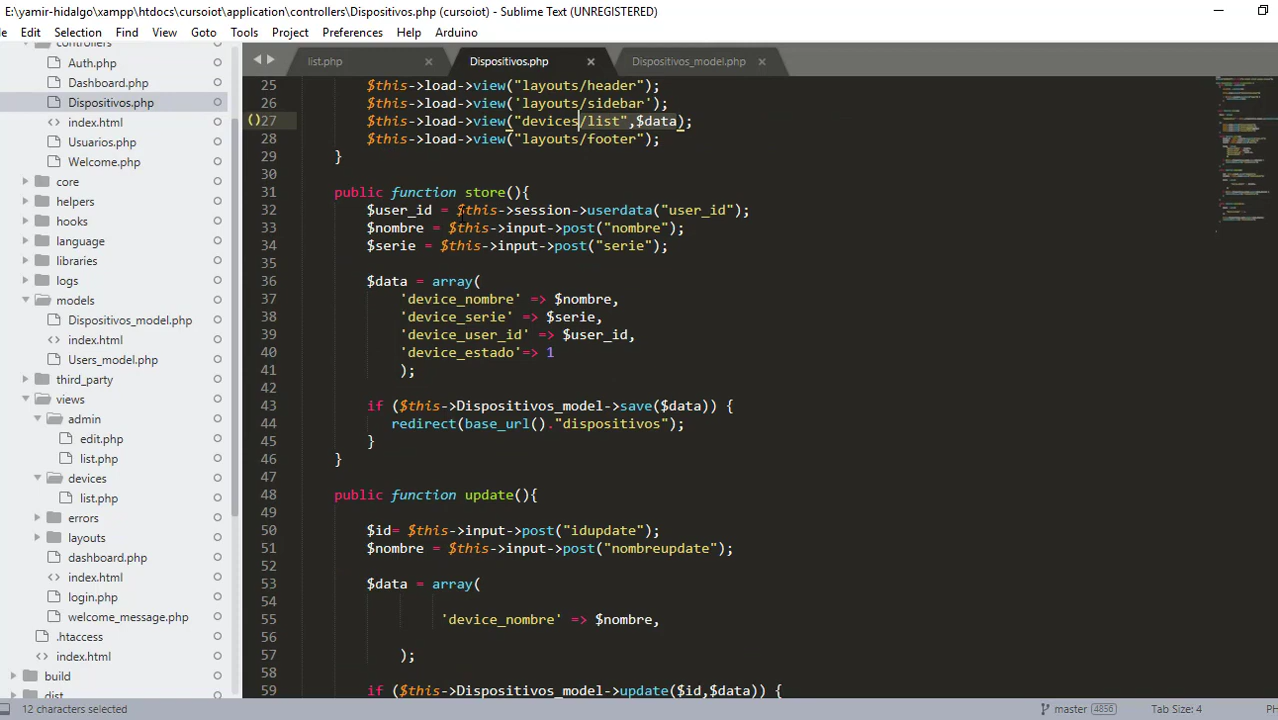 E:\yamir-hidalgo\xampp\htdocs\cursoiot\application\controllers\Dispositivos.php (cursoiot) - Sublime Text (UNREGISTERED)
Edit Selection Find View Goto Tools Project Preferences Help Arduino
controllers
Auth.php
Dashboard.php
Dispositivos.php
index.html
Usuarios.php
Welcome.php
core
helpers
hooks
language
libraries
logs
models
Dispositivos_model.php
index.html
Users_model.php
third_party
views
admin
edit.php
list.php
devices
list.php
errors
layouts
dashboard.php
index.html
login.php
welcome_message.php
.htaccess
index.html
build
dist
list.php Dispositivos.php Dispositivos_model.php
25 $this->load->view("layouts/header");
26 $this->load->view('layouts/sidebar');
27 $this->load->view("devices/list",$data);
28 $this->load->view("layouts/footer");
29 }
30
31 public function store(){
32 $user_id = $this->session->userdata("user_id");
33 $nombre = $this->input->post("nombre");
34 $serie = $this->input->post("serie");
35
36 $data = array(
37 'device_nombre' => $nombre,
38 'device_serie' => $serie,
39 'device_user_id' => $user_id,
40 'device_estado'=> 1
41 );
42
43 if ($this->Dispositivos_model->save($data)) {
44 redirect(base_url()."dispositivos");
45 }
46 }
47
48 public function update(){
49
50 $id= $this->input->post("idupdate");
51 $nombre = $this->input->post("nombreupdate");
52
53 $data = array(
54
55 'device_nombre' => $nombre,
56
57 );
58
59 if ($this->Dispositivos_model->update($id,$data)) {
12 characters selected master 4856 Tab Size: 4 PH